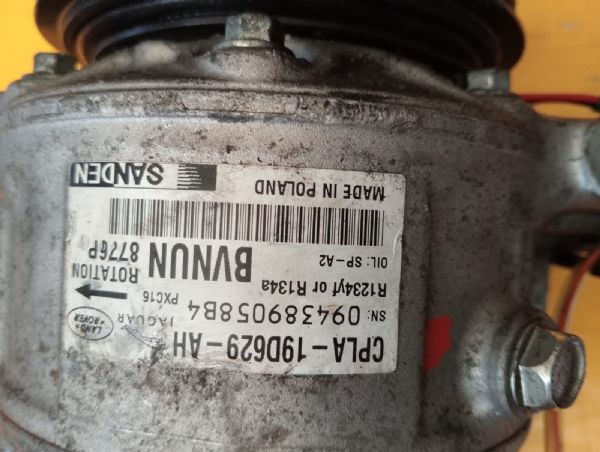 CPLA-19D629-AH
LAND ROVER JAGUAR
SN: 094389058B4
PXC16
R1234yf or R134a
ROTATION
OIL: SP-A2
BVNUN 8776P
MADE IN POLAND
SANDEN